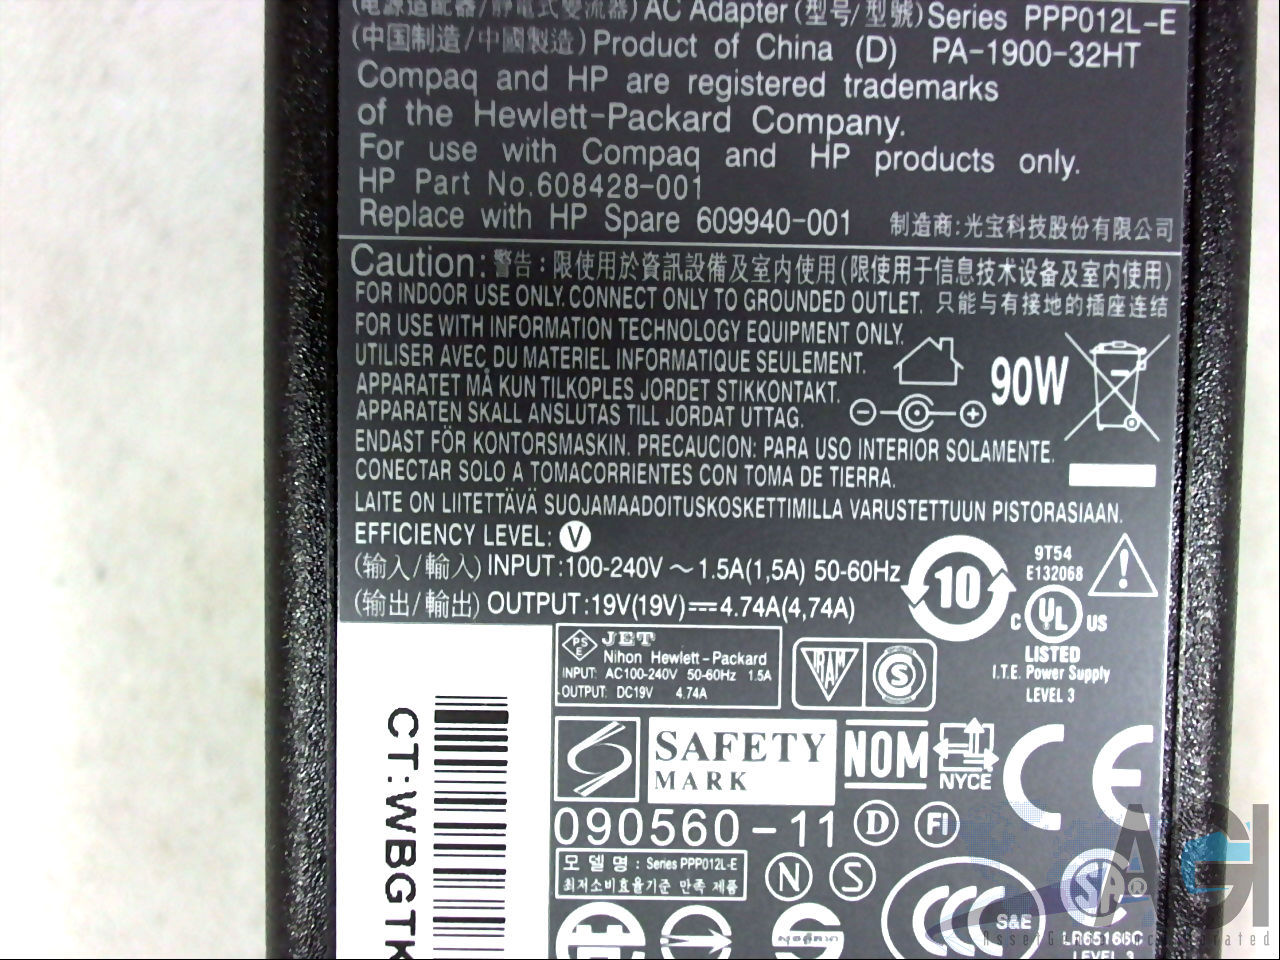 (电源适配器/靜電式變流器) AC Adapter (型号/型號) Series PPP012L-E
(中国制造/中國製造) Product of China (D) PA-1900-32HT
Compaq and HP are registered trademarks
of the Hewlett-Packard Company.
For use with Compaq and HP products only.
HP Part No.608428-001
Replace with HP Spare 609940-001 制造商:光宝科技股份有限公司
Caution: 警告:限使用於資訊設備及室内使用(限使用于信息技术设备及室内使用)
FOR INDOOR USE ONLY.CONNECT ONLY TO GROUNDED OUTLET. 只能与有接地的插座连结
FOR USE WITH INFORMATION TECHNOLOGY EQUIPMENT ONLY.
UTILISER AVEC DU MATERIEL INFORMATIQUE SEULEMENT.
APPARATET MÅ KUN TILKOPLES JORDET STIKKONTAKT.
90W
APPARATEN SKALL ANSLUTAS TILL JORDAT UTTAG.
ENDAST FÖR KONTORSMASKIN. PRECAUCION: PARA USO INTERIOR SOLAMENTE.
CONECTAR SOLO A TOMACORRIENTES CON TOMA DE TIERRA.
LAITE ON LIITETTÄVÄ SUOJAMAADOITUSKOSKETTIMILLA VARUSTETTUUN PISTORASIAAN.
EFFICIENCY LEVEL: V
(输入/輸入) INPUT:100-240V ~ 1.5A(1,5A) 50-60Hz
(输出/輸出) OUTPUT:19V(19V)⎓4.74A(4,74A)
10
9T54
E132068
C UL US
LISTED
I.T.E. Power Supply
LEVEL 3
PS
E
JET
Nihon Hewlett-Packard
INPUT: AC100-240V 50-60Hz 1.5A
OUTPUT: DC19V 4.74A
IRAM
S
SAFETY
MARK
NOM
NYCE
CE
090560-11 D FI
모델명: Series PPP012L-E
최저소비효율기준 만족 제품
N S
CCC
S&E
SA®
LR65166C
LEVEL 3
CT:WBGTK
AGI